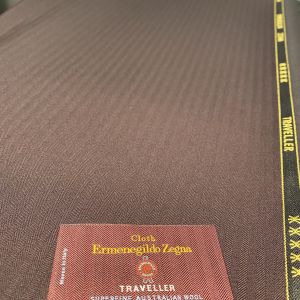 Cloth
Ermenegildo Zegna
TRAVELLER
SUPERFINE AUSTRALIAN WOOL
Woven in Italy
TRAVELLER